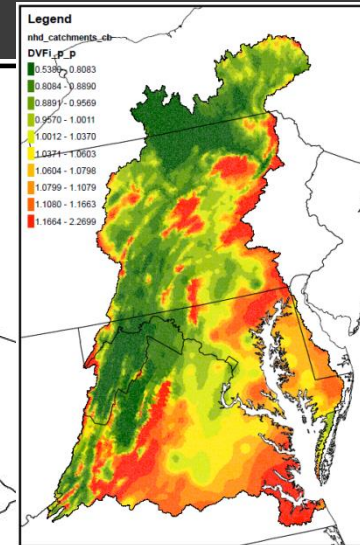 Legend
nhd_catchments_cb
DVFi_p_p
0.5380 - 0.8083
0.8084 - 0.8890
0.8891 - 0.9569
0.9570 - 1.0011
1.0012 - 1.0370
1.0371 - 1.0603
1.0604 - 1.0798
1.0799 - 1.1079
1.1080 - 1.1663
1.1664 - 2.2699